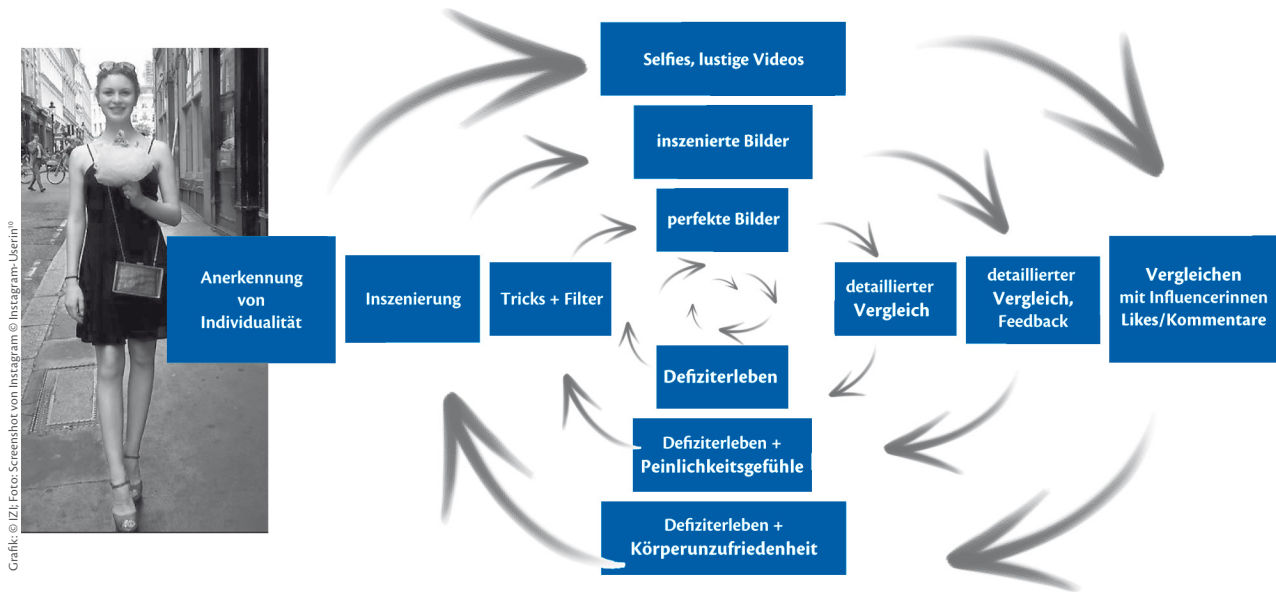 Selfies, lustige Videos
inszenierte Bilder
perfekte Bilder
Anerkennung
von
Individualität
Inszenierung
Tricks + Filter
detaillierter
Vergleich
detaillierter
Vergleich,
Feedback
Vergleichen
mit Influencerinnen
Likes/Kommentare
Defiziterleben
Defiziterleben +
Peinlichkeitsgefühle
Defiziterleben +
Körperunzufriedenheit
Grafik: © IZI; Foto: Screenshot von Instagram © Instagram-Userin¹⁰